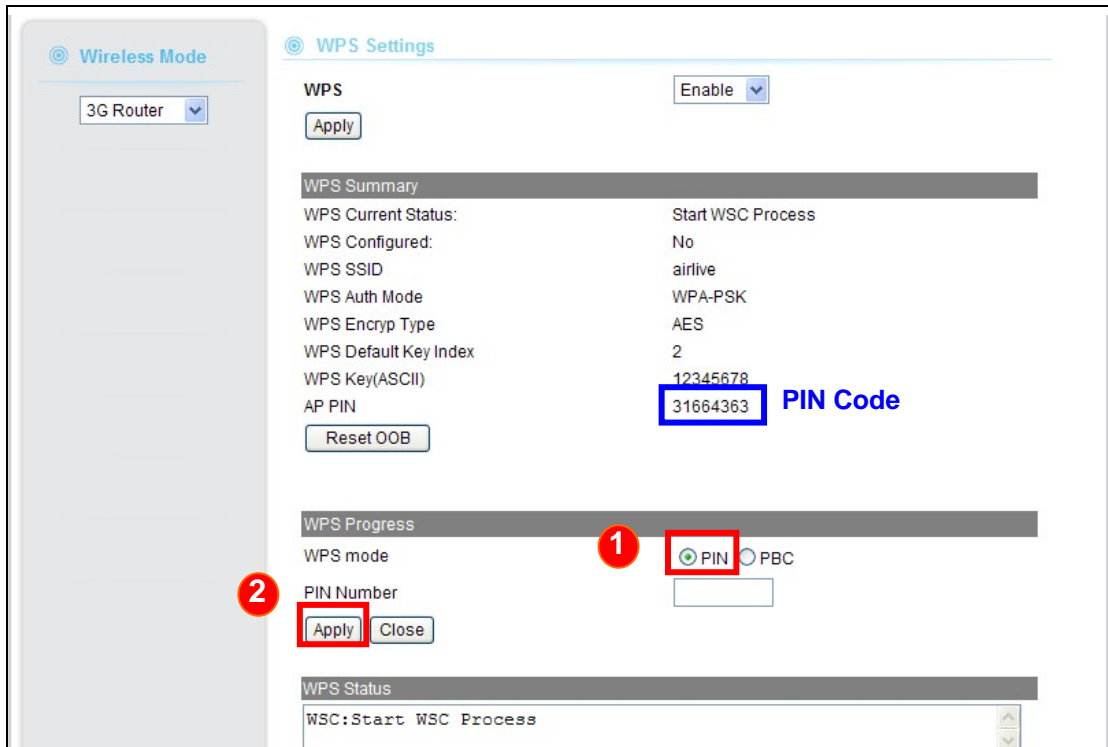 Wireless Mode
3G Router
WPS Settings
WPS Enable
Apply
WPS Summary
WPS Current Status: Start WSC Process
WPS Configured: No
WPS SSID airlive
WPS Auth Mode WPA-PSK
WPS Encryp Type AES
WPS Default Key Index 2
WPS Key(ASCII) 12345678
AP PIN 31664363 PIN Code
Reset OOB
WPS Progress
WPS mode 1 PIN PBC
2 PIN Number
Apply Close
WPS Status
WSC:Start WSC Process